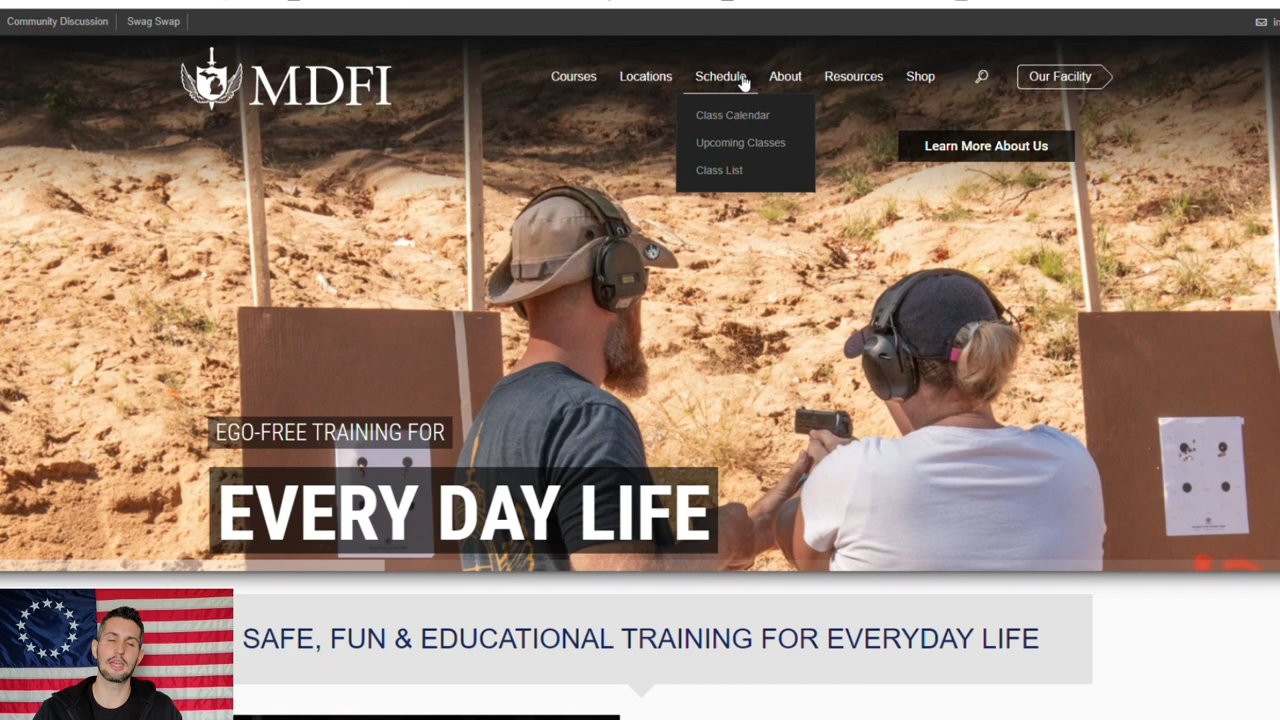 Community Discussion
Swag Swap
MDFI
Courses
Locations
Schedule
About
Resources
Shop
Our Facility
Class Calendar
Upcoming Classes
Class List
Learn More About Us
EGO-FREE TRAINING FOR
EVERY DAY LIFE
SAFE, FUN & EDUCATIONAL TRAINING FOR EVERYDAY LIFE